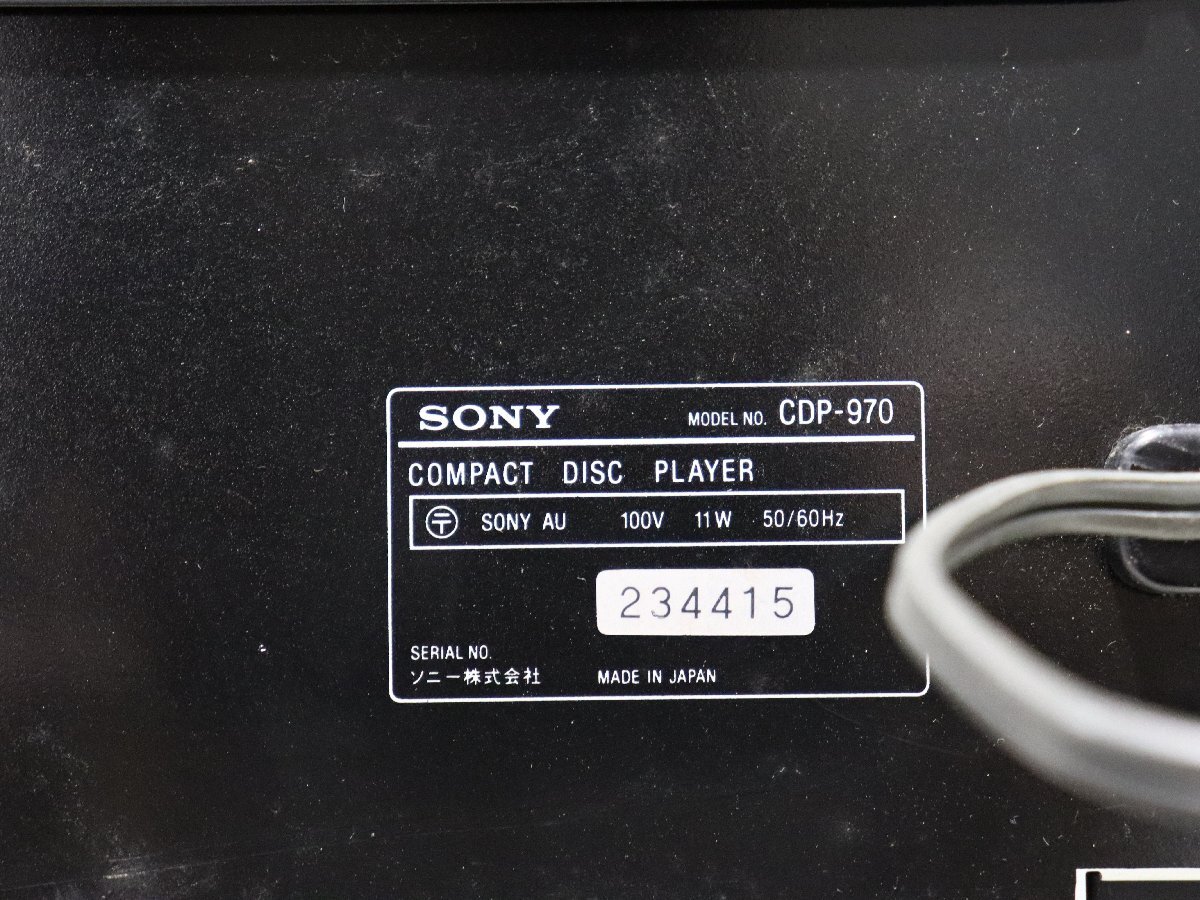 SONY MODEL NO. CDP-970
COMPACT DISC PLAYER
〒 SONY AU 100V 11W 50/60Hz
234415
SERIAL NO.
ソニー株式会社 MADE IN JAPAN